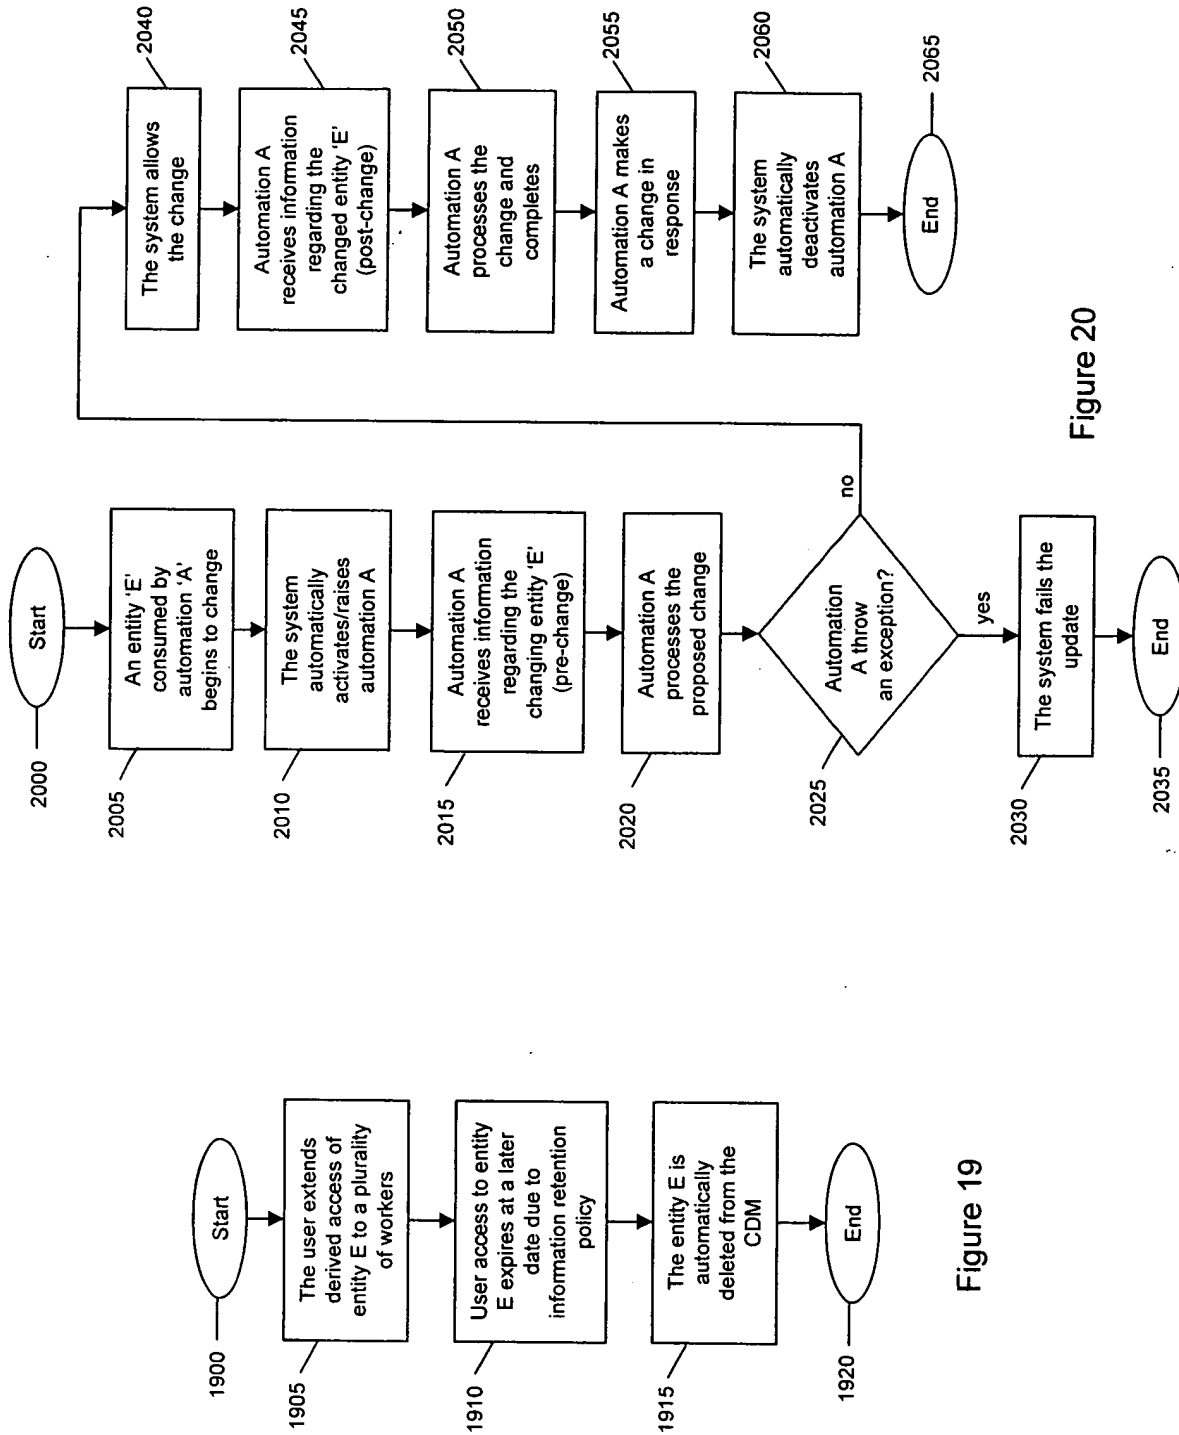 Start
1900
The user extends
derived access of
entity E to a plurality
of workers
1905
User access to entity
E expires at a later
date due to
information retention
policy
1910
The entity E is
automatically
deleted from the
CDM
1915
End
1920
Figure 19
Start
2000
An entity 'E'
consumed by
automation 'A'
begins to change
2005
The system
automatically
activates/raises
automation A
2010
Automation A
receives information
regarding the
changing entity 'E'
(pre-change)
2015
Automation A
processes the
proposed change
2020
Automation
A throw
an exception?
2025
no
yes
The system fails the
update
2030
End
2035
The system allows
the change
2040
Automation A
receives information
regarding the
changed entity 'E'
(post-change)
2045
Automation A
processes the
change and
completes
2050
Automation A makes
a change in
response
2055
The system
automatically
deactivates
automation A
2060
End
2065
Figure 20